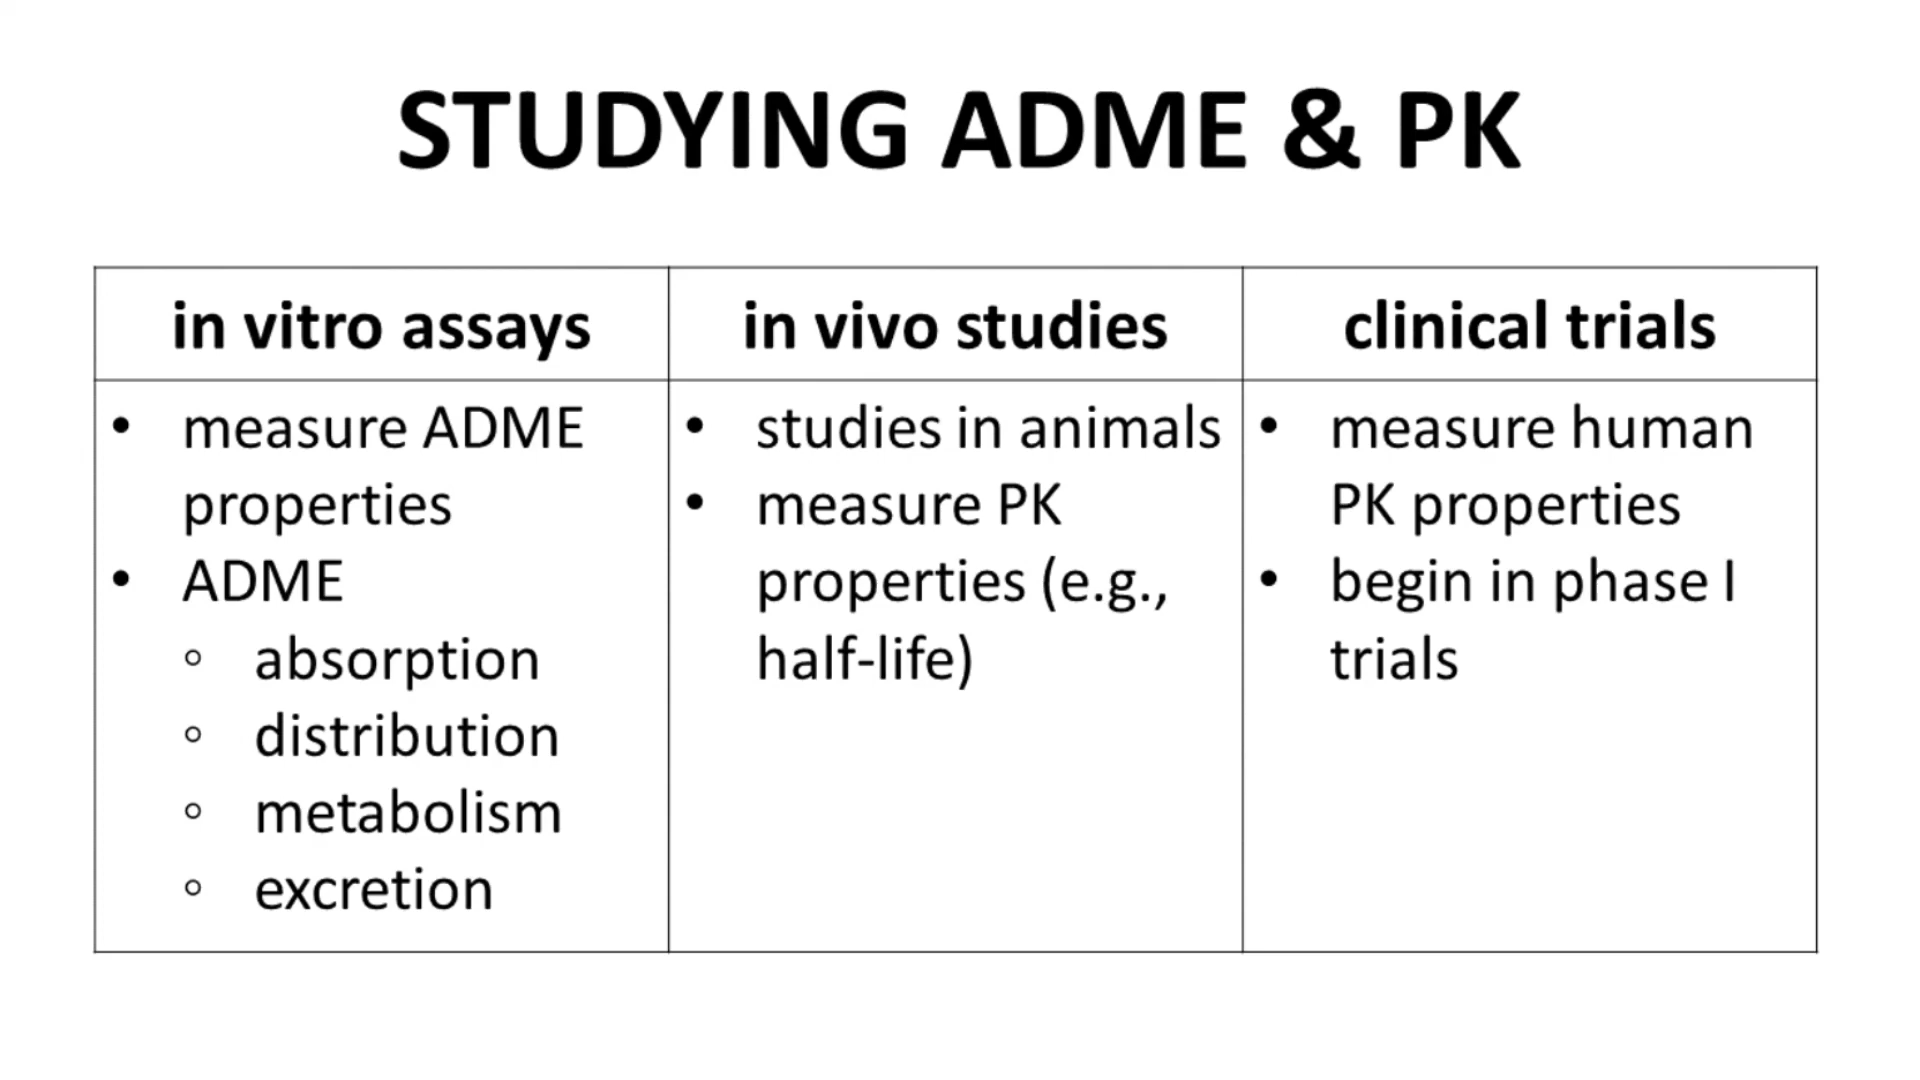 STUDYING ADME & PK
in vitro assays
• measure ADME
properties
• ADME
◦ absorption
◦ distribution
◦ metabolism
◦ excretion
in vivo studies
• studies in animals
• measure PK
properties (e.g.,
half-life)
clinical trials
• measure human
PK properties
• begin in phase I
trials